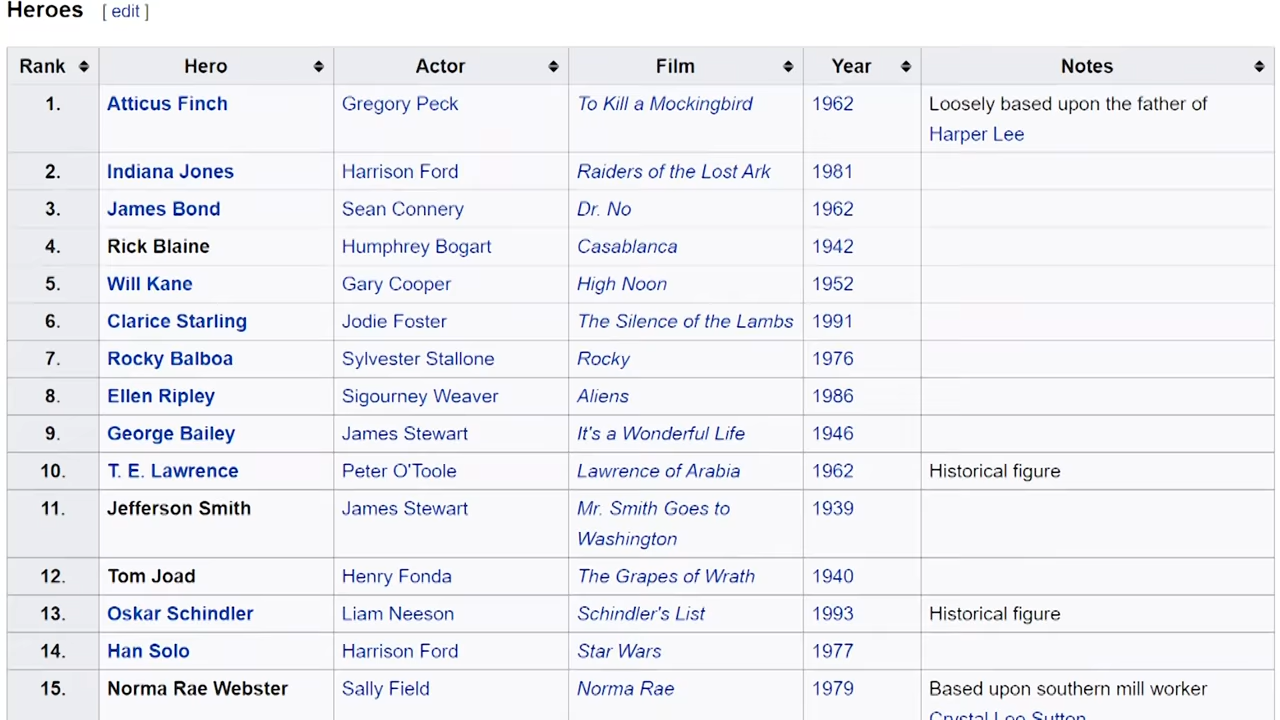 Heroes [ edit ]
Rank Hero Actor Film Year Notes
1. Atticus Finch Gregory Peck To Kill a Mockingbird 1962 Loosely based upon the father of
Harper Lee
2. Indiana Jones Harrison Ford Raiders of the Lost Ark 1981
3. James Bond Sean Connery Dr. No 1962
4. Rick Blaine Humphrey Bogart Casablanca 1942
5. Will Kane Gary Cooper High Noon 1952
6. Clarice Starling Jodie Foster The Silence of the Lambs 1991
7. Rocky Balboa Sylvester Stallone Rocky 1976
8. Ellen Ripley Sigourney Weaver Aliens 1986
9. George Bailey James Stewart It's a Wonderful Life 1946
10. T. E. Lawrence Peter O'Toole Lawrence of Arabia 1962 Historical figure
11. Jefferson Smith James Stewart Mr. Smith Goes to 1939
Washington
12. Tom Joad Henry Fonda The Grapes of Wrath 1940
13. Oskar Schindler Liam Neeson Schindler's List 1993 Historical figure
14. Han Solo Harrison Ford Star Wars 1977
15. Norma Rae Webster Sally Field Norma Rae 1979 Based upon southern mill worker
Crystal Lee Sutton